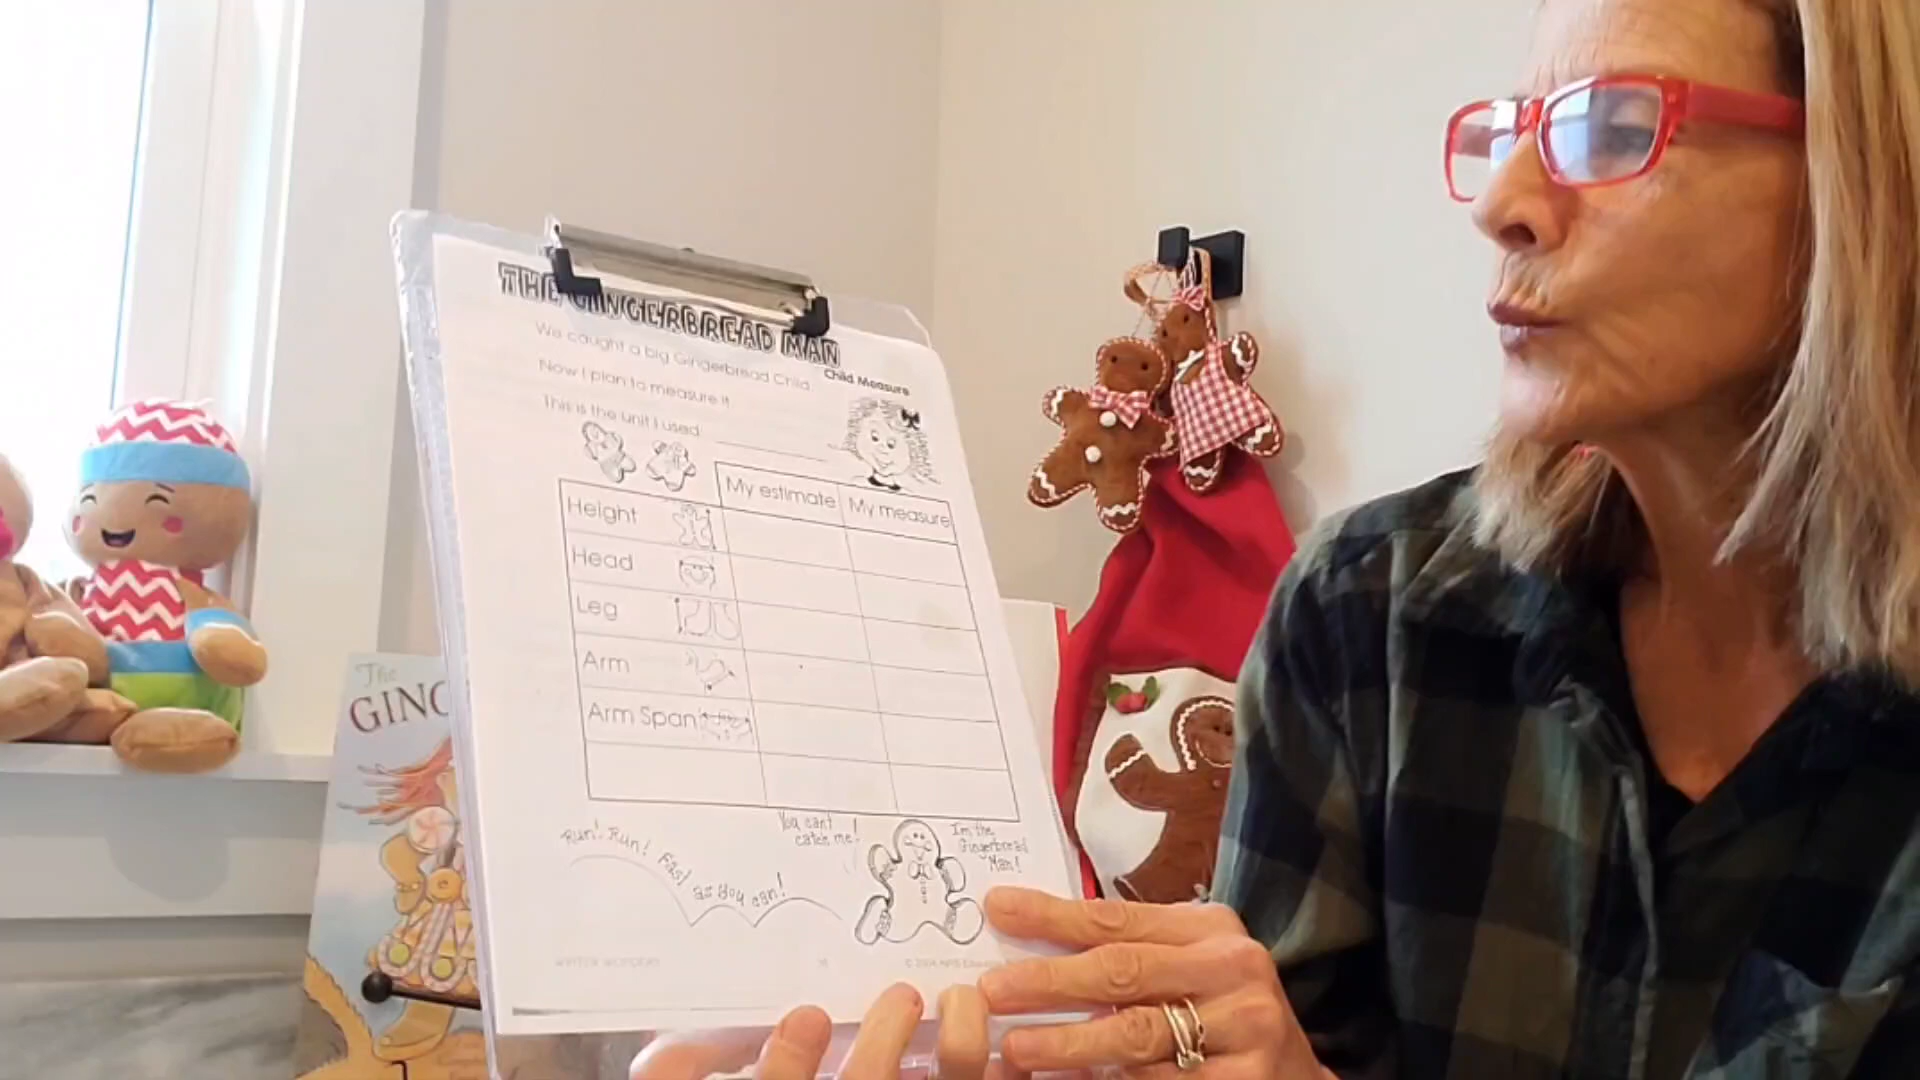 THE GINGERBREAD MAN
Child Measure
We caught a big Gingerbread Child
Now I plan to measure it
This is the unit I used
My estimate My measure
Height
Head
Leg
Arm
Arm Span
Run! Run! Fast as you can!
You can't
catch me!
I'm the
Gingerbread
Man!
WINTER WONDERS
The
GING